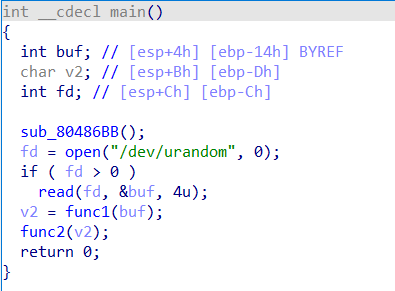 int __cdecl main()
{
  int buf; // [esp+4h] [ebp-14h] BYREF
  char v2; // [esp+Bh] [ebp-Dh]
  int fd; // [esp+Ch] [ebp-Ch]

  sub_80486BB();
  fd = open("/dev/urandom", 0);
  if ( fd > 0 )
    read(fd, &buf, 4u);
  v2 = func1(buf);
  func2(v2);
  return 0;
}